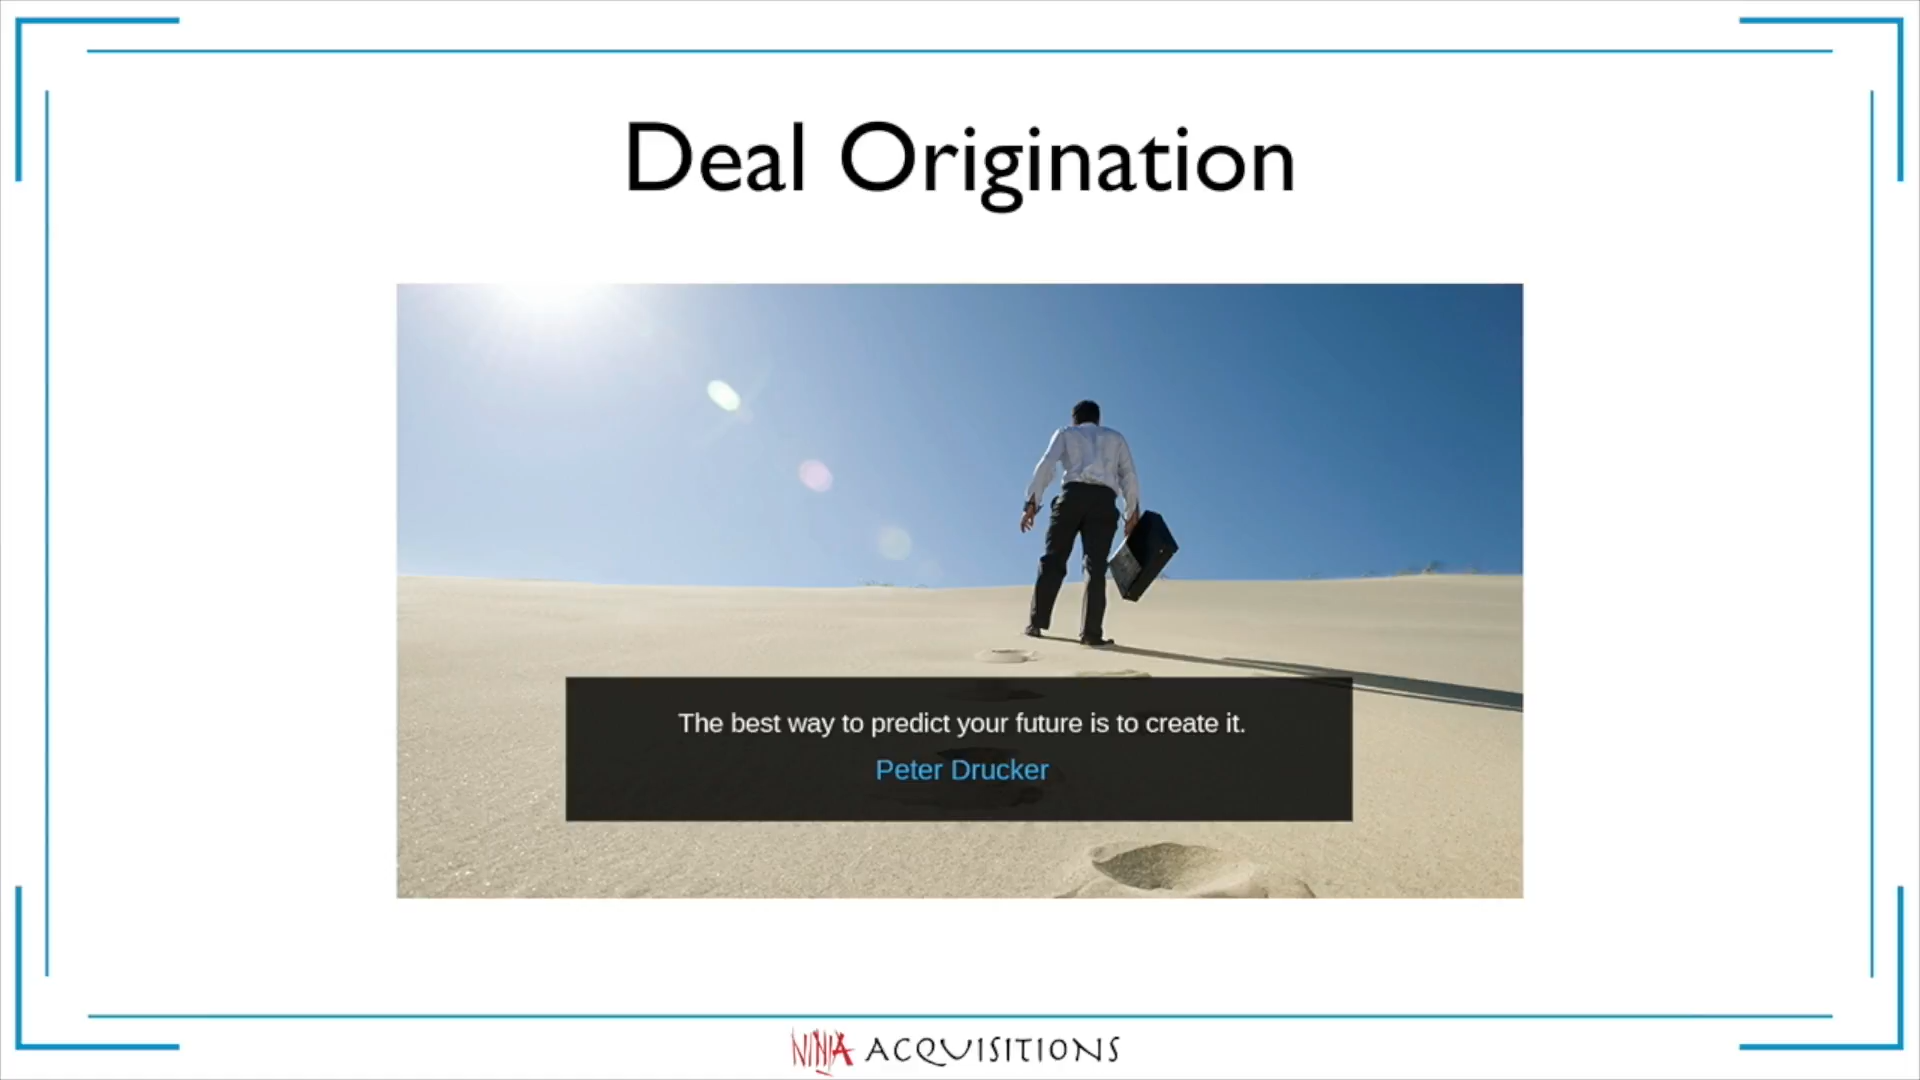 Deal Origination
The best way to predict your future is to create it.
Peter Drucker
NINJA ACQUISITIONS